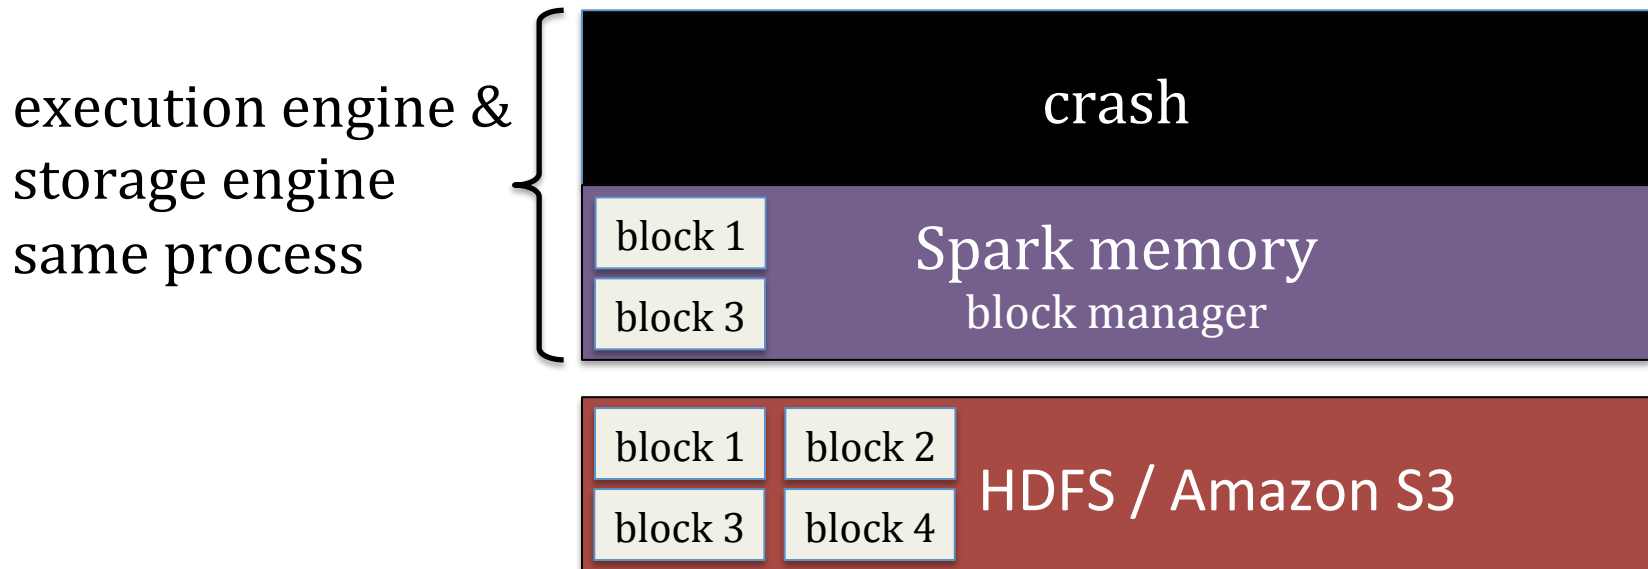 execution engine &
storage engine
same process
crash
block 1
block 3
Spark memory
block manager
block 1
block 2
block 3
block 4
HDFS / Amazon S3